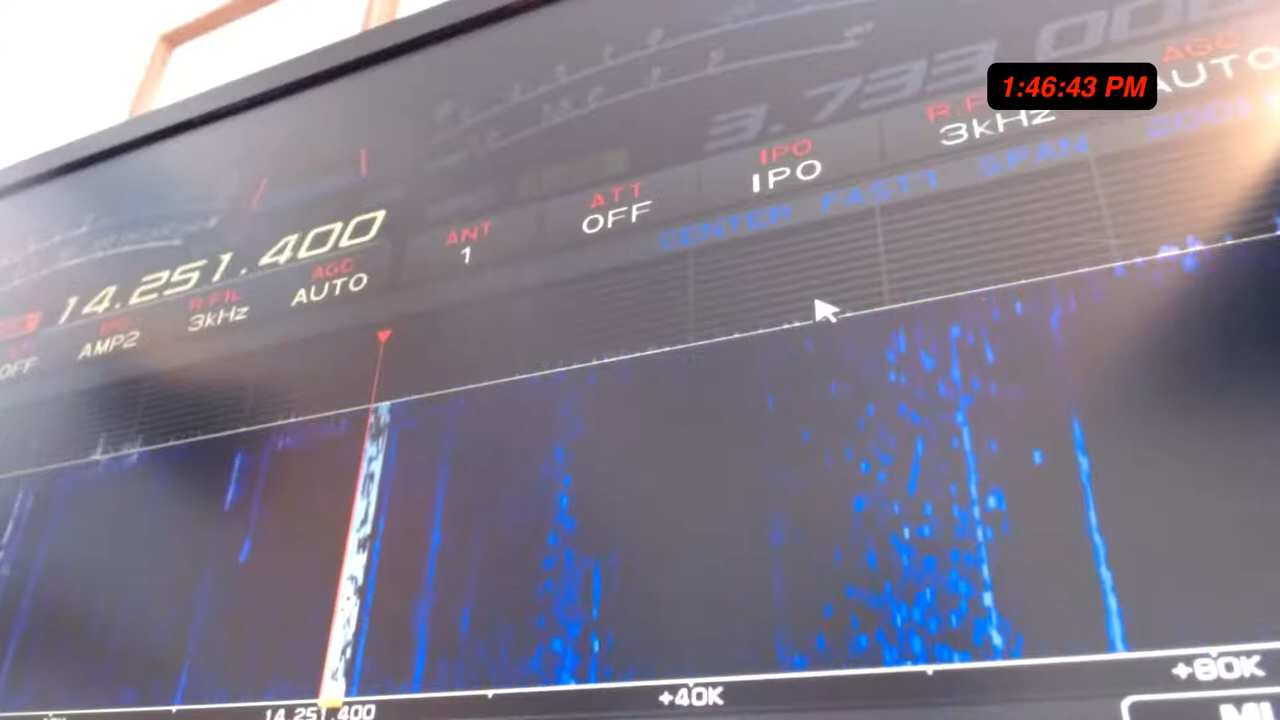 1:46:43 PM
3.733.000
AGC
AUTO
R.FIL
3kHz
IPO
IPO
ATT
OFF
ANT
1
CENTER FAST1 SPAN
14.251.400
AGC
AUTO
R.FIL
3kHz
AMP2
OFF
14.251.400
+40K
+80K